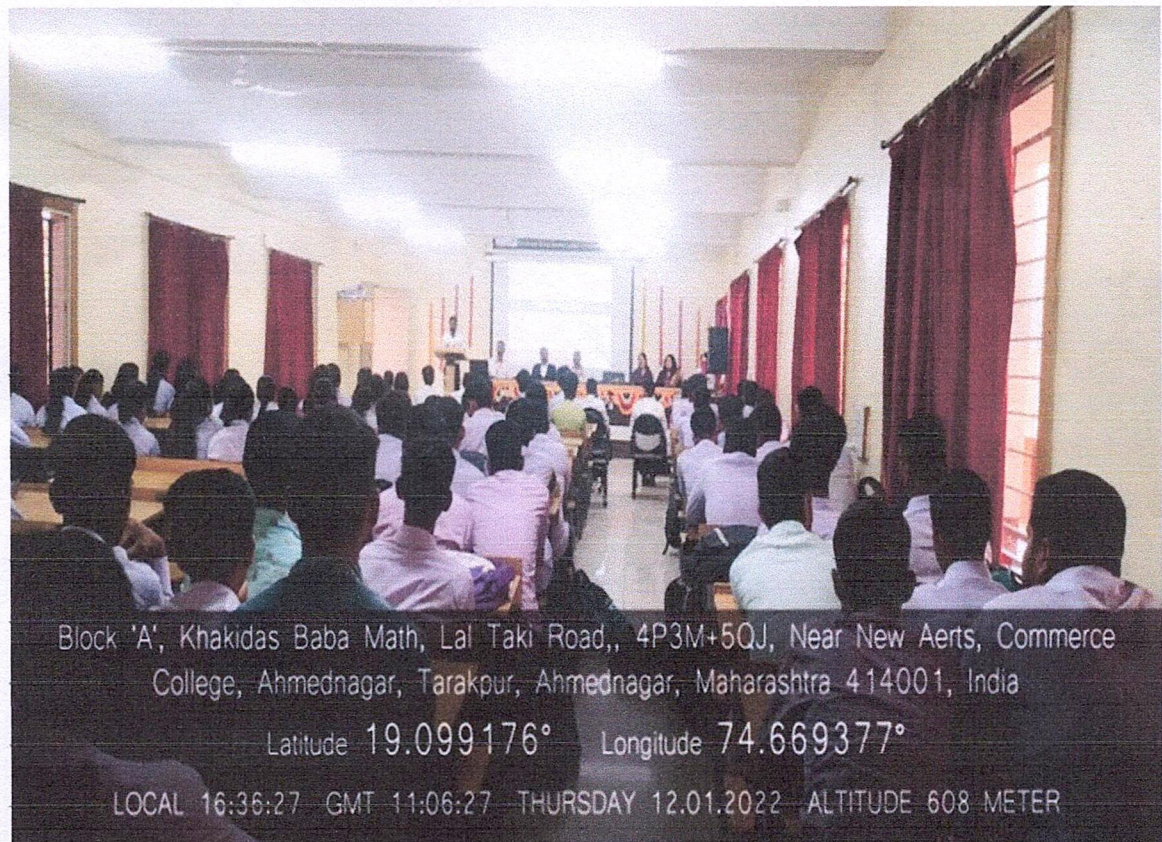 Block 'A', Khakidas Baba Math, Lal Taki Road,, 4P3M+5QJ, Near New Aerts, Commerce
College, Ahmednagar, Tarakpur, Ahmednagar, Maharashtra 414001, India
Latitude 19.099176° Longitude 74.669377°
LOCAL 16:36:27 GMT 11:06:27 THURSDAY 12.01.2022 ALTITUDE 608 METER